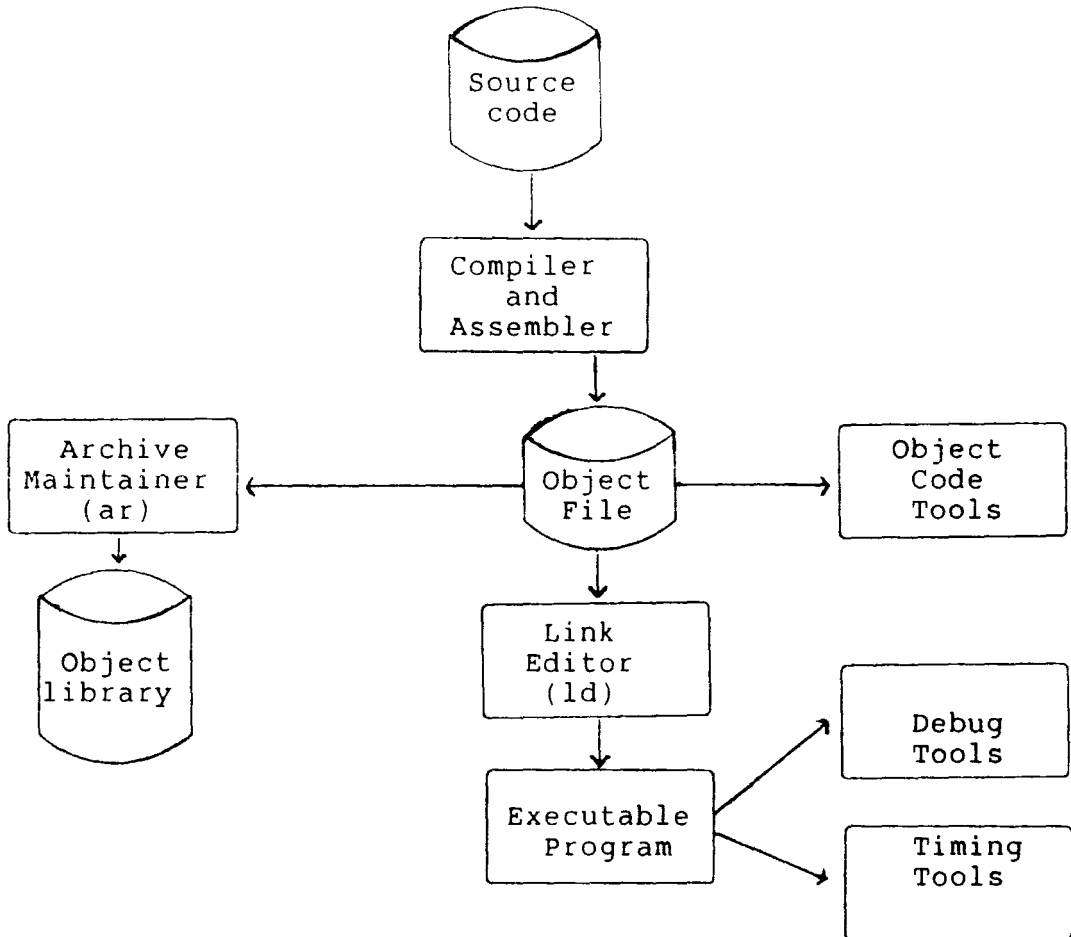 Source
code
Compiler
and
Assembler
Archive
Maintainer
(ar)
Object
File
Object
Code
Tools
Object
library
Link
Editor
(ld)
Debug
Tools
Executable
Program
Timing
Tools